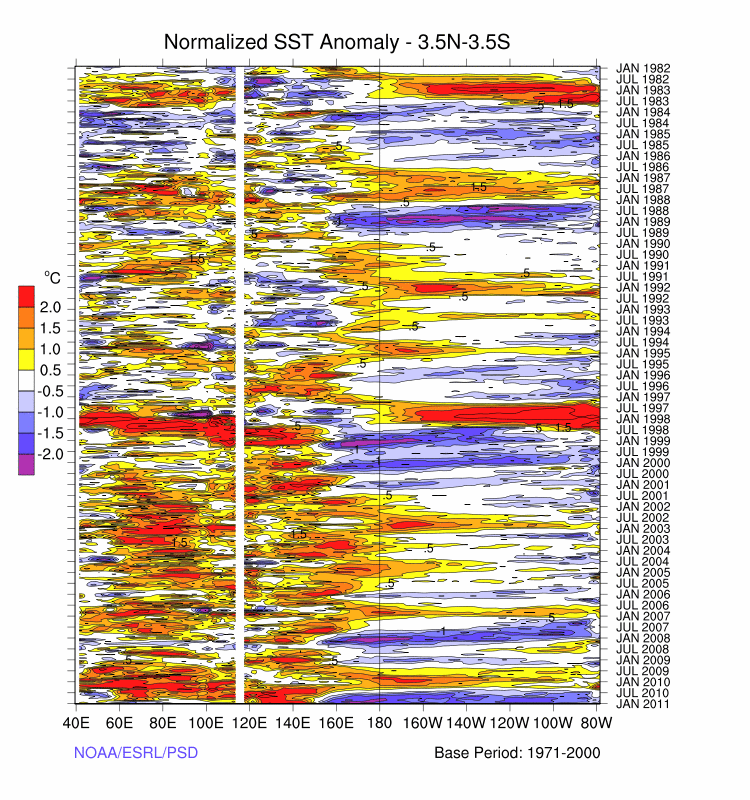 Normalized SST Anomaly - 3.5N-3.5S
JAN 1982
JUL 1982
JAN 1983
JUL 1983
JAN 1984
JUL 1984
JAN 1985
JUL 1985
JAN 1986
JUL 1986
JAN 1987
JUL 1987
JAN 1988
JUL 1988
JAN 1989
JUL 1989
JAN 1990
JUL 1990
JAN 1991
JUL 1991
JAN 1992
JUL 1992
JAN 1993
JUL 1993
JAN 1994
JUL 1994
JAN 1995
JUL 1995
JAN 1996
JUL 1996
JAN 1997
JUL 1997
JAN 1998
JUL 1998
JAN 1999
JUL 1999
JAN 2000
JUL 2000
JAN 2001
JUL 2001
JAN 2002
JUL 2002
JAN 2003
JUL 2003
JAN 2004
JUL 2004
JAN 2005
JUL 2005
JAN 2006
JUL 2006
JAN 2007
JUL 2007
JAN 2008
JUL 2008
JAN 2009
JUL 2009
JAN 2010
JUL 2010
JAN 2011
°C
2.0
1.5
1.0
0.5
-0.5
-1.0
-1.5
-2.0
40E 60E 80E 100E 120E 140E 160E 180 160W 140W 120W 100W 80W
NOAA/ESRL/PSD Base Period: 1971-2000